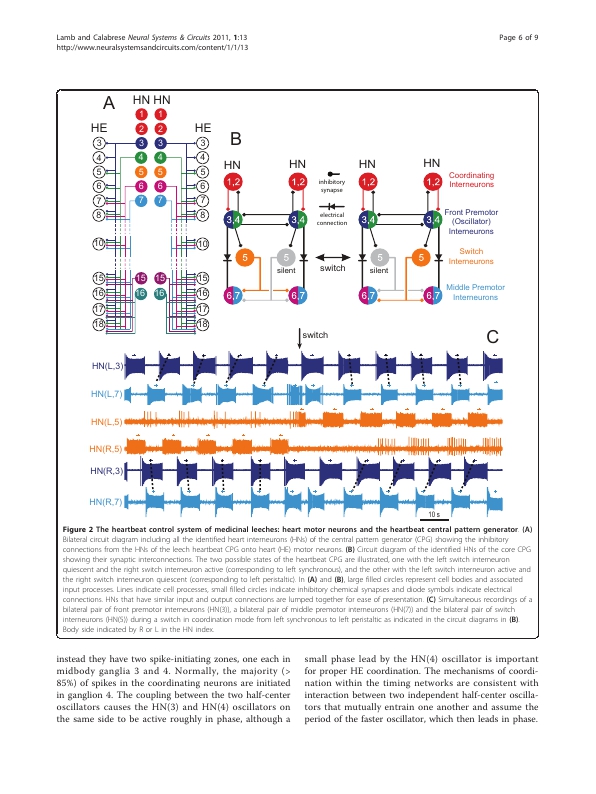 Lamb and Calabrese Neural Systems & Circuits 2011, 1:13
http://www.neuralsystemsandcircuits.com/content/1/1/13
Page 6 of 9
A
HN HN
HE
HE
1 1
2 2
3 3 3 3
4 4 4 4
5 5 5 5
6 6 6 6
7 7 7 7
8 8
10 10
15 15 15 15
16 16 16 16
17 17
18 18
B
HN HN HN HN
1,2 1,2 1,2 1,2
Coordinating
Interneurons
inhibitory
synapse
electrical
connection
3,4 3,4 3,4 3,4
Front Premotor
(Oscillator)
Interneurons
5 5 5 5
silent
switch
silent
Switch
Interneurons
6,7 6,7 6,7 6,7
Middle Premotor
Interneurons
switch
C
HN(L,3)
HN(L,7)
HN(L,5)
HN(R,5)
HN(R,3)
HN(R,7)
10 s
Figure 2 The heartbeat control system of medicinal leeches: heart motor neurons and the heartbeat central pattern generator. (A)
Bilateral circuit diagram including all the identified heart interneurons (HNs) of the central pattern generator (CPG) showing the inhibitory
connections from the HNs of the leech heartbeat CPG onto heart (HE) motor neurons. (B) Circuit diagram of the identified HNs of the core CPG
showing their synaptic interconnections. The two possible states of the heartbeat CPG are illustrated, one with the left switch interneuron
quiescent and the right switch interneuron active (corresponding to left synchronous), and the other with the left switch interneuron active and
the right switch interneuron quiescent (corresponding to left peristaltic). In (A) and (B), large filled circles represent cell bodies and associated
input processes. Lines indicate cell processes, small filled circles indicate inhibitory chemical synapses and diode symbols indicate electrical
connections. HNs that have similar input and output connections are lumped together for ease of presentation. (C) Simultaneous recordings of a
bilateral pair of front premotor interneurons (HN(3)), a bilateral pair of middle premotor interneurons (HN(7)) and the bilateral pair of switch
interneurons (HN(5)) during a switch in coordination mode from left synchronous to left peristaltic as indicated in the circuit diagrams in (B).
Body side indicated by R or L in the HN index.
instead they have two spike-initiating zones, one each in
midbody ganglia 3 and 4. Normally, the majority (>
85%) of spikes in the coordinating neurons are initiated
in ganglion 4. The coupling between the two half-center
oscillators causes the HN(3) and HN(4) oscillators on
the same side to be active roughly in phase, although a
small phase lead by the HN(4) oscillator is important
for proper HE coordination. The mechanisms of coordi-
nation within the timing networks are consistent with
interaction between two independent half-center oscilla-
tors that mutually entrain one another and assume the
period of the faster oscillator, which then leads in phase.